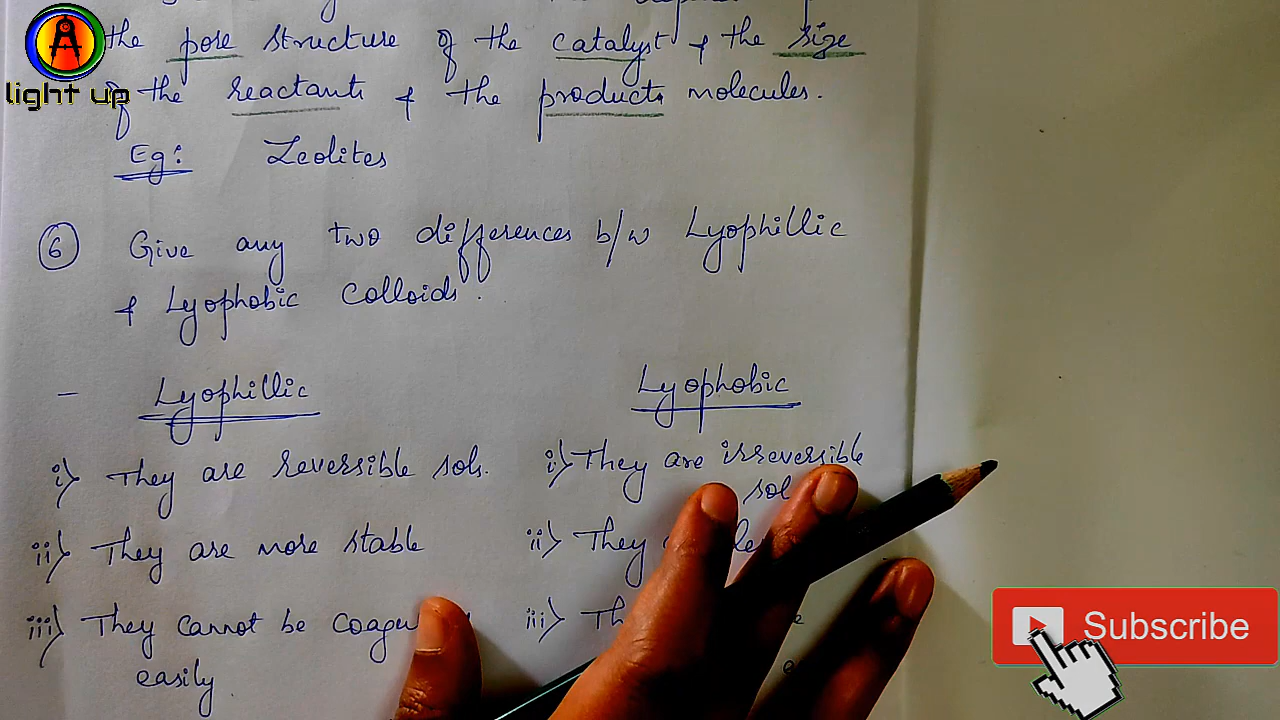 the pore structure of the catalyst & the size
light up
of the reactants & the products molecules.
Eg: Zeolites
6 Give any two differences b/w Lyophillic
& Lyophobic Colloids.
- Lyophillic Lyophobic
i) They are reversible sols. i) They are irreversible
sol
ii) They are more stable ii) They
iii) They cannot be iii)
easily
Subscribe